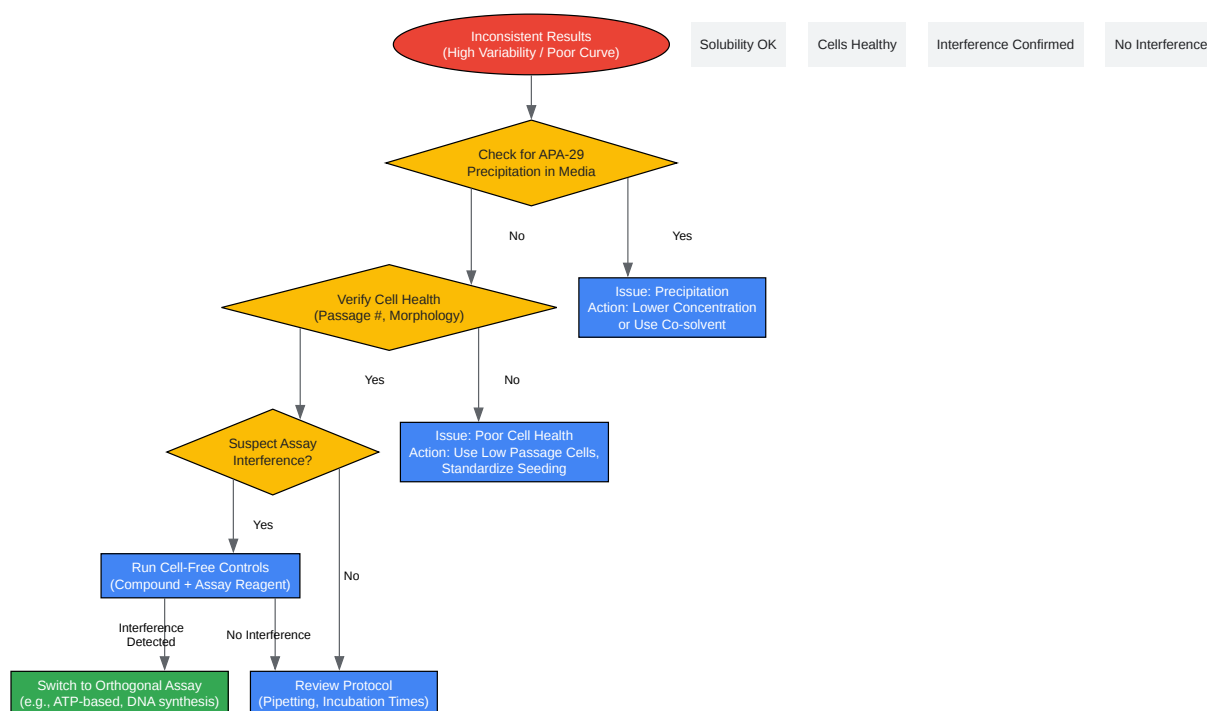 Inconsistent Results
(High Variability / Poor Curve)
Solubility OK
Cells Healthy
Interference Confirmed
No Interference
Check for APA-29
Precipitation in Media
No
Yes
Issue: Precipitation
Action: Lower Concentration
or Use Co-solvent
Verify Cell Health
(Passage #, Morphology)
Yes
No
Issue: Poor Cell Health
Action: Use Low Passage Cells,
Standardize Seeding
Suspect Assay
Interference?
Yes
No
Run Cell-Free Controls
(Compound + Assay Reagent)
Interference
Detected
No Interference
Switch to Orthogonal Assay
(e.g., ATP-based, DNA synthesis)
Review Protocol
(Pipetting, Incubation Times)